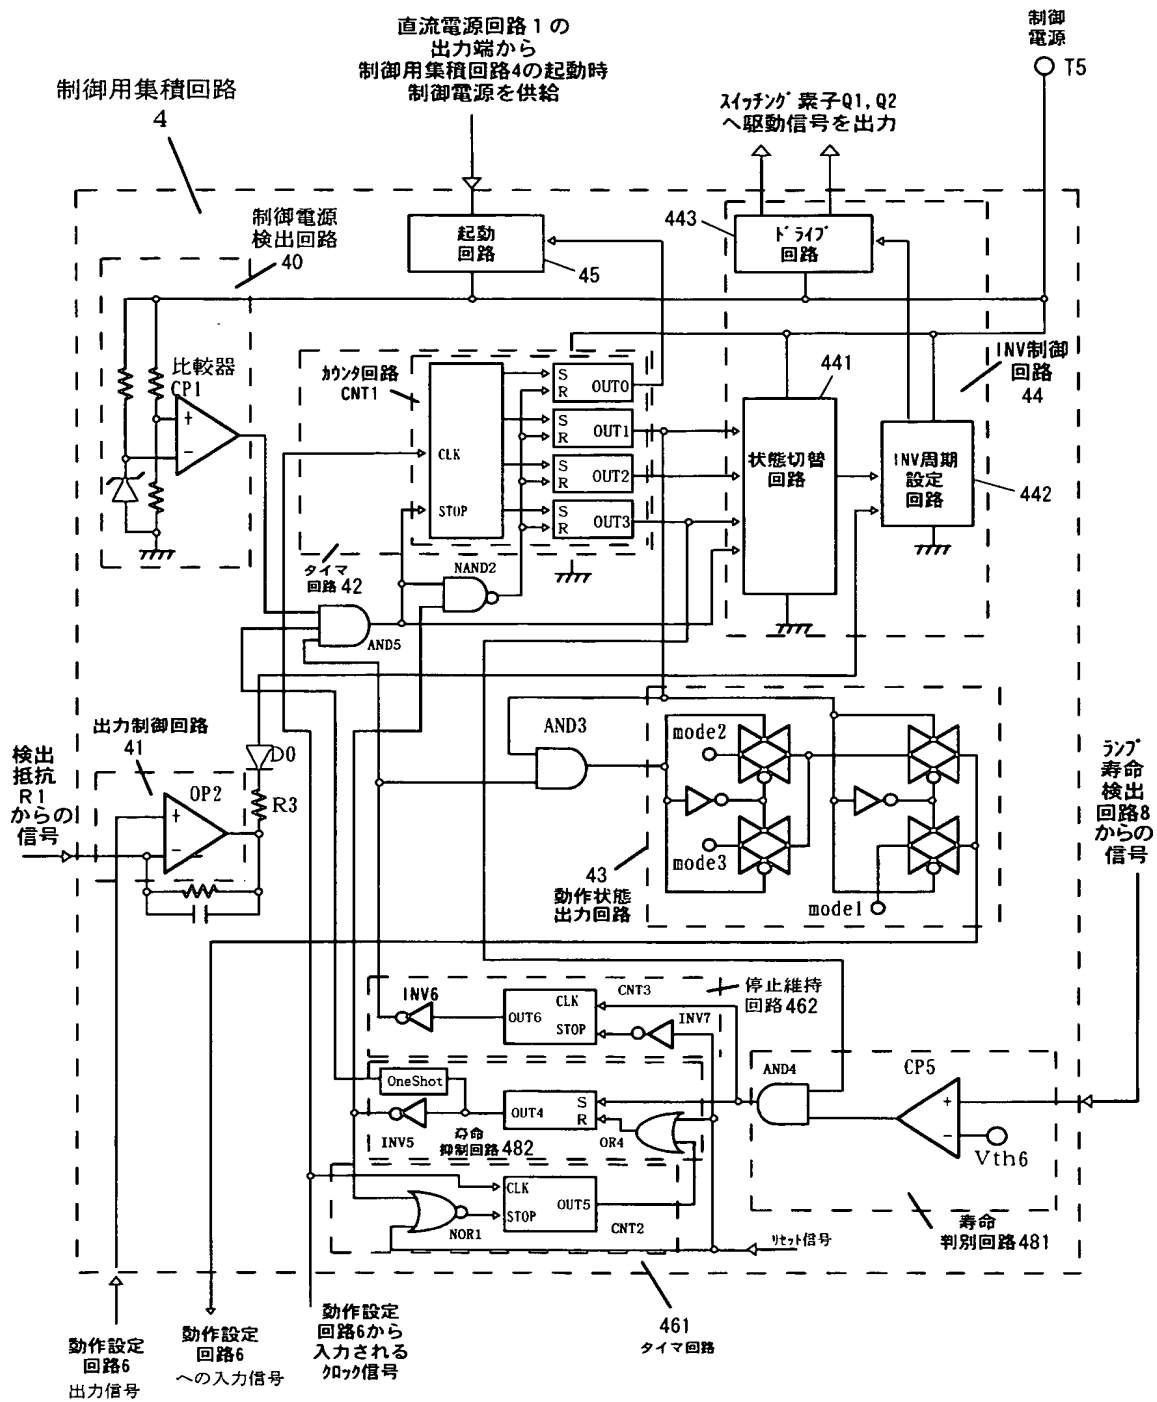 直流電源回路１の
出力端から
制御用集積回路4の起動時
制御電源を供給
制御
電源
T5
制御用集積回路
4
スイッチング素子Q1,Q2
へ駆動信号を出力
制御電源
検出回路
40
起動
回路
45
443
ドライブ
回路
比較器
CP1
+
−
カウンタ回路
CNT1
CLK
STOP
S
R
OUT0
S
R
OUT1
S
R
OUT2
S
R
OUT3
441
状態切替
回路
INV制御
回路
44
INV周期
設定
回路
442
タイマ
回路42
NAND2
AND5
出力制御回路
41
検出
抵抗
R1
からの
信号
OP2
+
−
D0
R3
AND3
mode2
mode3
mode1
43
動作状態
出力回路
ランプ
寿命
検出
回路8
からの
信号
INV6
OUT6
CLK
STOP
CNT3
INV7
停止維持
回路462
OneShot
INV5
OUT4
S
R
OR4
寿命
抑制回路482
AND4
CP5
+
−
Vth6
寿命
判別回路481
NOR1
CLK
STOP
OUT5
CNT2
リセット信号
461
タイマ回路
動作設定
回路6
出力信号
動作設定
回路6
への入力信号
動作設定
回路6から
入力される
クロック信号